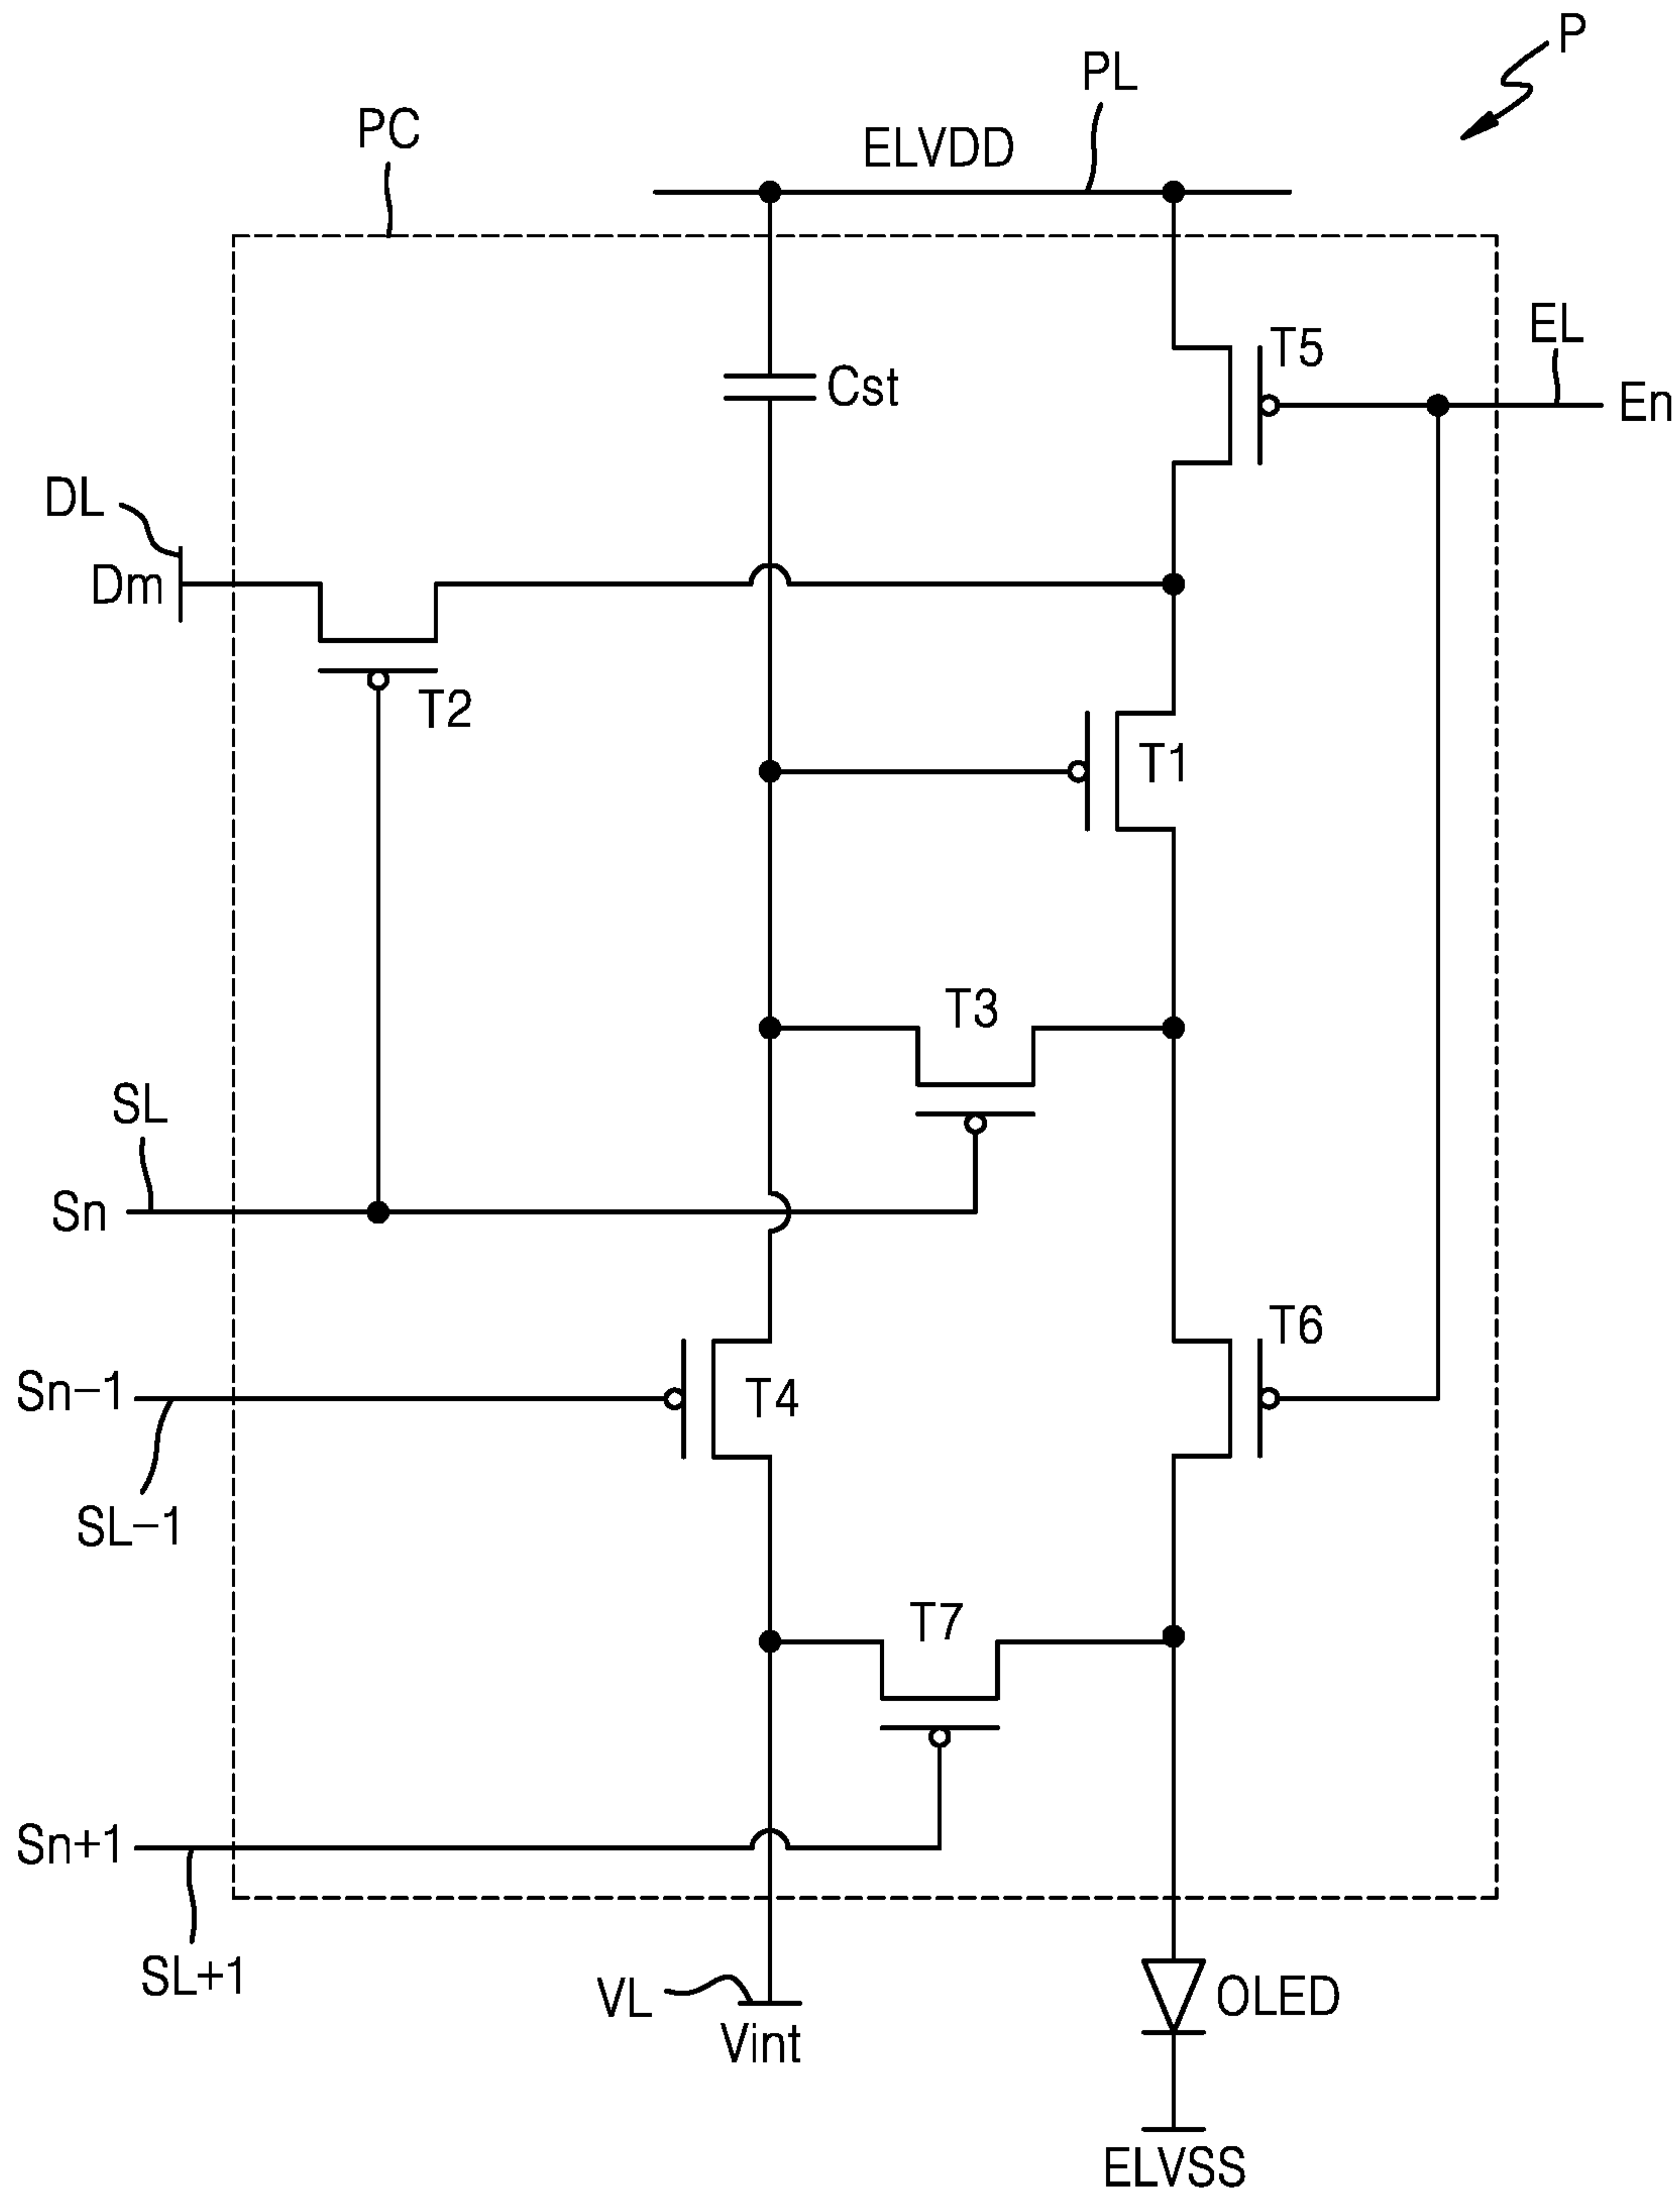 P
PL
PC
ELVDD
T5
EL
En
Cst
DL
Dm
T2
T1
T3
SL
Sn
T6
Sn−1
T4
SL−1
T7
Sn+1
SL+1
VL
OLED
Vint
ELVSS